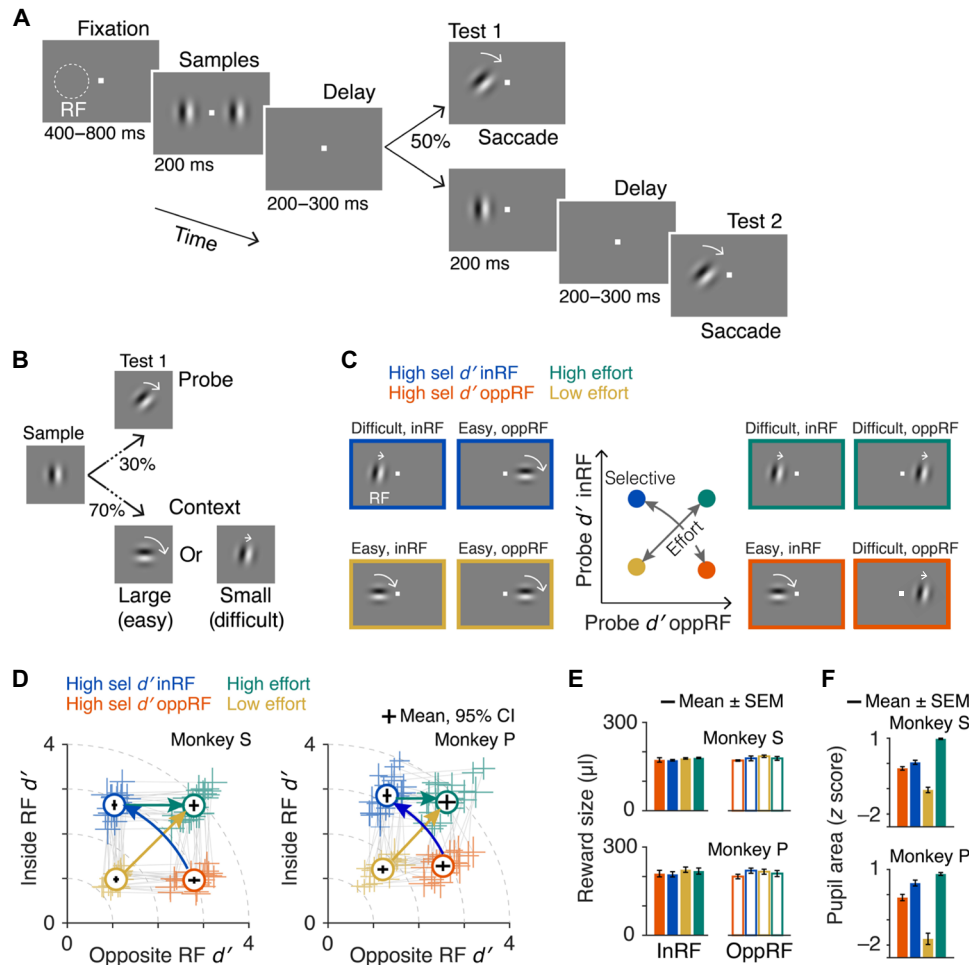 A
Fixation
RF
400–800 ms
Samples
200 ms
Delay
200–300 ms
Time
50%
Test 1
Saccade
200 ms
Delay
200–300 ms
Test 2
Saccade
B
Sample
Test 1
Probe
30%
70%
Context
Or
Large
(easy)
Small
(difficult)
C
High sel d′ inRF High effort
High sel d′ oppRF Low effort
Difficult, inRF Easy, oppRF
RF
Easy, inRF Easy, oppRF
Probe d′ inRF
Selective
Effort
Probe d′ oppRF
Difficult, inRF Difficult, oppRF
Easy, inRF Difficult, oppRF
D
High sel d′ inRF High effort
High sel d′ oppRF Low effort
Mean, 95% CI
Monkey S
Monkey P
Inside RF d′
4
0
0 4
Opposite RF d′
Inside RF d′
4
0
0 4
Opposite RF d′
E
Mean ± SEM
Reward size (µl)
300
0
Monkey S
300
0
Monkey P
InRF OppRF
F
Mean ± SEM
Monkey S
Pupil area (z score)
1
−2
Monkey P
1
−2